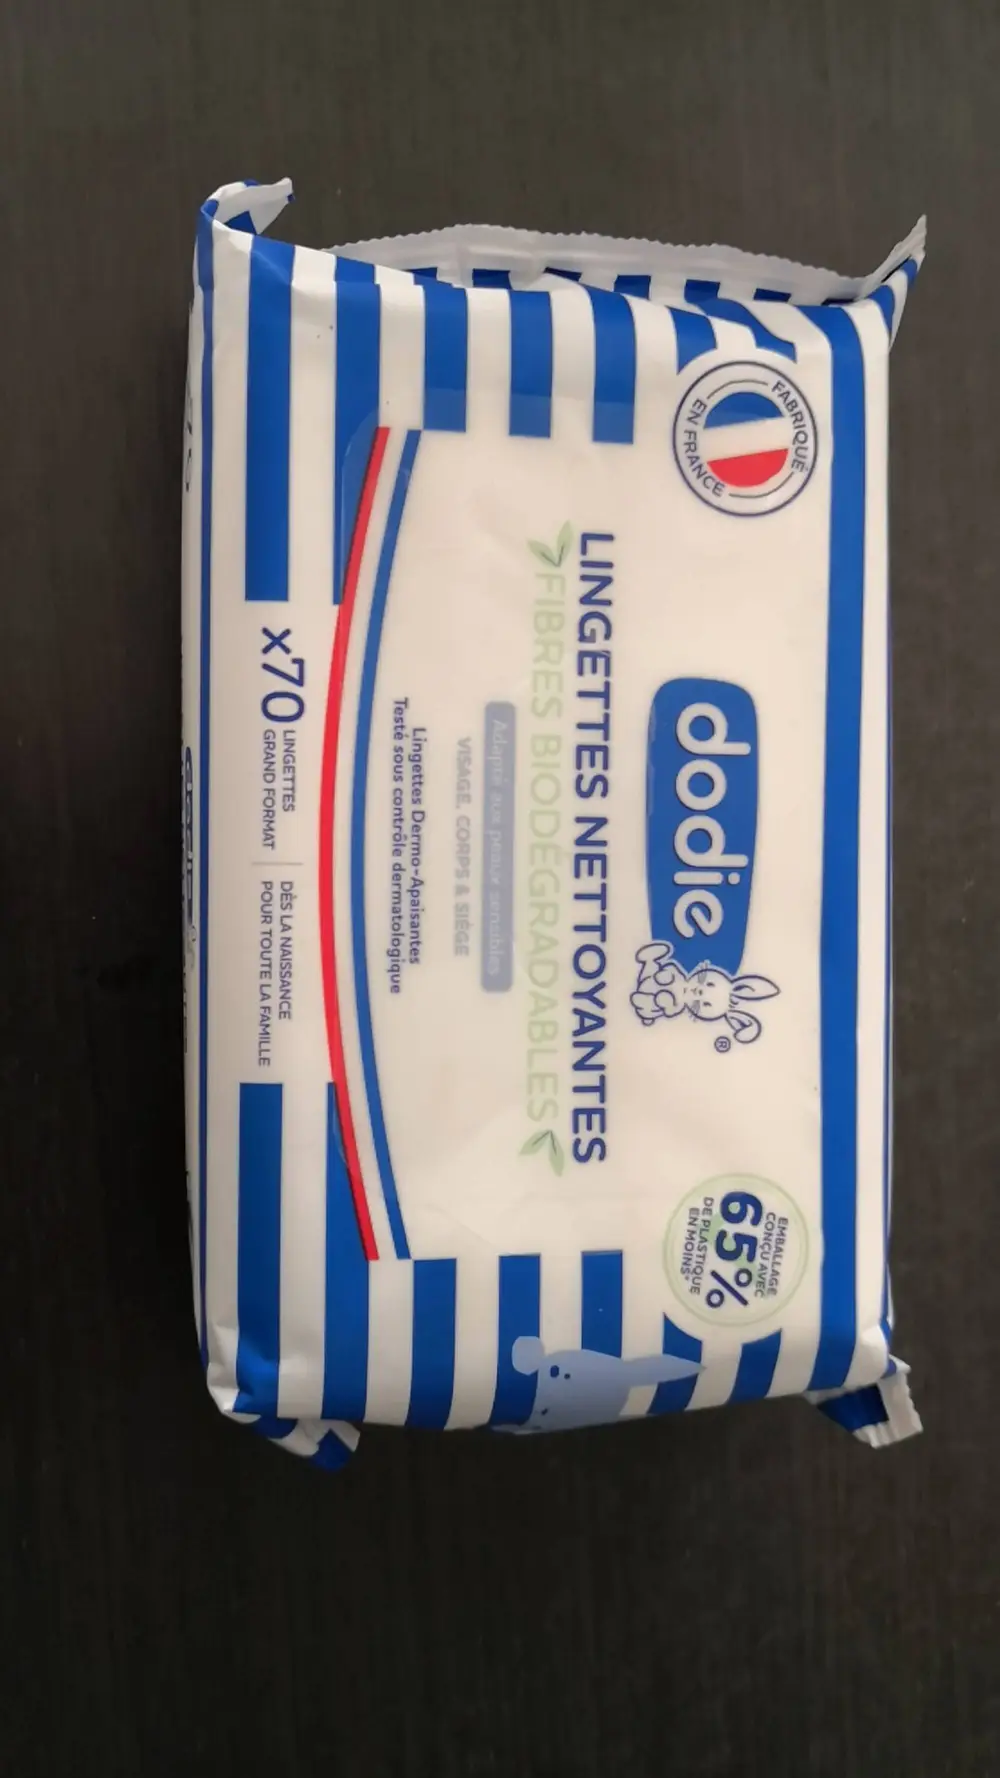 FABRIQUÉ
EN FRANCE
dodie
®
EMBALLAGE
CONÇU AVEC
65%
DE PLASTIQUE
EN MOINS*
LINGETTES NETTOYANTES
FIBRES BIODÉGRADABLES
Adapté aux peaux sensibles
VISAGE, CORPS & SIÈGE
Lingettes Dermo-Apaisantes
Testé sous contrôle dermatologique
x70 LINGETTES
GRAND FORMAT
DÈS LA NAISSANCE
POUR TOUTE LA FAMILLE